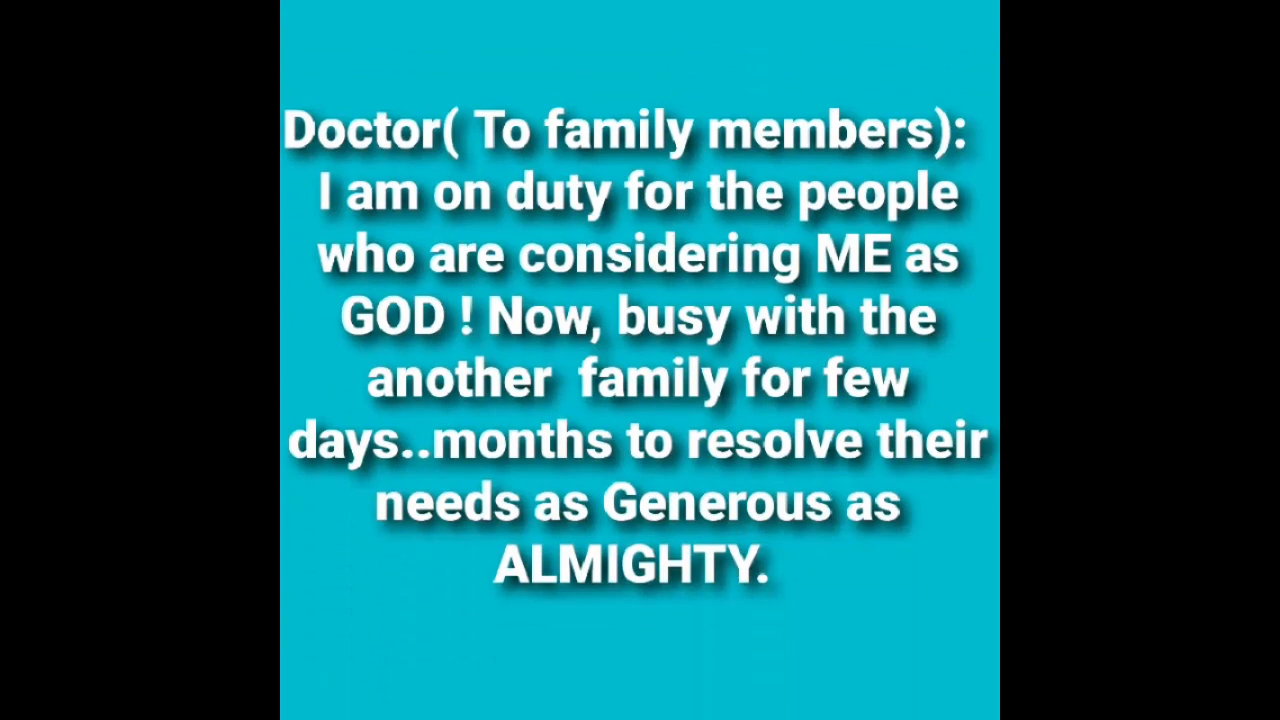 Doctor( To family members):
I am on duty for the people
who are considering ME as
GOD ! Now, busy with the
another family for few
days..months to resolve their
needs as Generous as
ALMIGHTY.